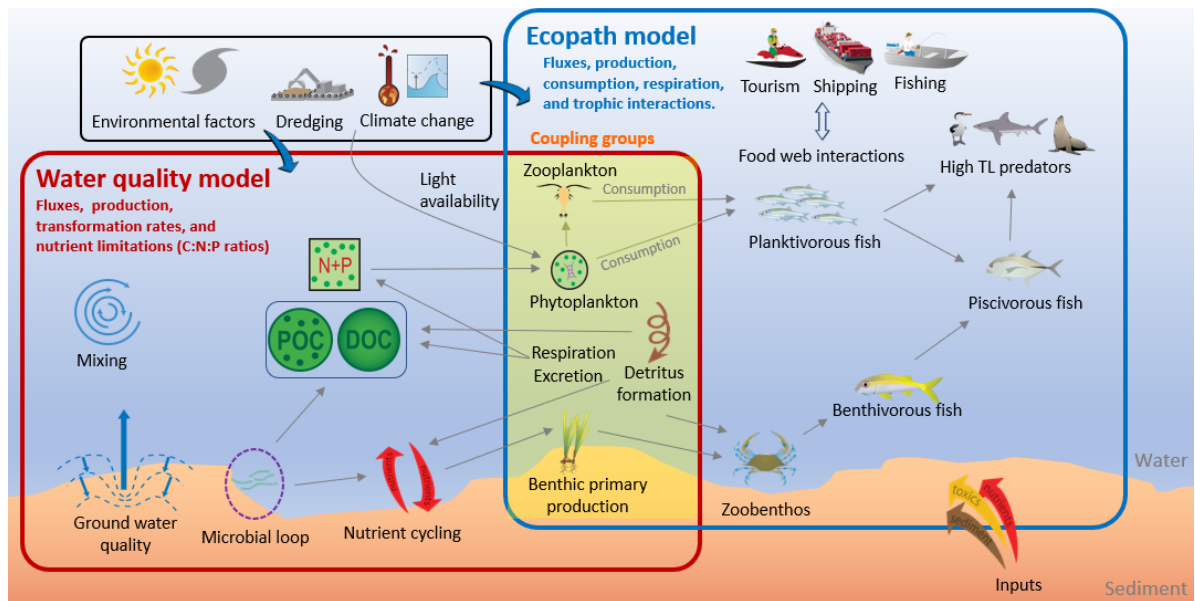 Ecopath model
Fluxes, production,
consumption, respiration,
and trophic interactions.
Tourism
Shipping
Fishing
Environmental factors
Dredging
Climate change
Coupling groups
Food web interactions
High TL predators
Water quality model
Fluxes, production,
transformation rates, and
nutrient limitations (C:N:P ratios)
Light
availability
Zooplankton
Consumption
Consumption
Planktivorous fish
N+P
Phytoplankton
Piscivorous fish
POC
DOC
Mixing
Respiration
Excretion
Detritus
formation
Benthivorous fish
Water
nutrients
nutrients
Benthic primary
production
Zoobenthos
Ground water
quality
Microbial loop
Nutrient cycling
toxics
nutrients
sediment
Inputs
Sediment